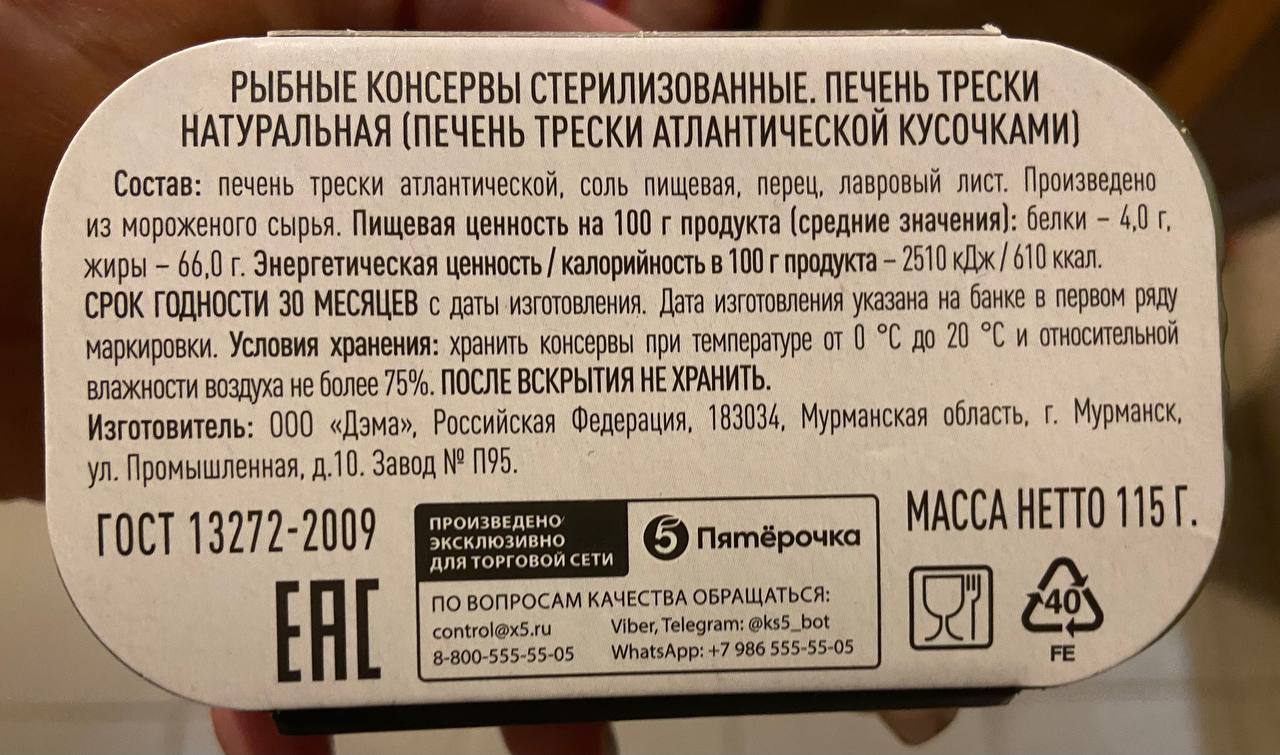 РЫБНЫЕ КОНСЕРВЫ СТЕРИЛИЗОВАННЫЕ. ПЕЧЕНЬ ТРЕСКИ
НАТУРАЛЬНАЯ (ПЕЧЕНЬ ТРЕСКИ АТЛАНТИЧЕСКОЙ КУСОЧКАМИ)
Состав: печень трески атлантической, соль пищевая, перец, лавровый лист. Произведено
из мороженого сырья. Пищевая ценность на 100 г продукта (средние значения): белки – 4,0 г,
жиры – 66,0 г. Энергетическая ценность / калорийность в 100 г продукта – 2510 кДж / 610 ккал.
СРОК ГОДНОСТИ 30 МЕСЯЦЕВ с даты изготовления. Дата изготовления указана на банке в первом ряду
маркировки. Условия хранения: хранить консервы при температуре от 0 °С до 20 °С и относительной
влажности воздуха не более 75%. ПОСЛЕ ВСКРЫТИЯ НЕ ХРАНИТЬ.
Изготовитель: ООО «Дэма», Российская Федерация, 183034, Мурманская область, г. Мурманск,
ул. Промышленная, д.10. Завод № П95.
ГОСТ 13272-2009
ЕАС
ПРОИЗВЕДЕНО
ЭКСКЛЮЗИВНО
ДЛЯ ТОРГОВОЙ СЕТИ
5 Пятёрочка
ПО ВОПРОСАМ КАЧЕСТВА ОБРАЩАТЬСЯ:
control@x5.ru Viber, Telegram: @ks5_bot
8-800-555-55-05 WhatsApp: +7 986 555-55-05
МАССА НЕТТО 115 Г.
40
FE